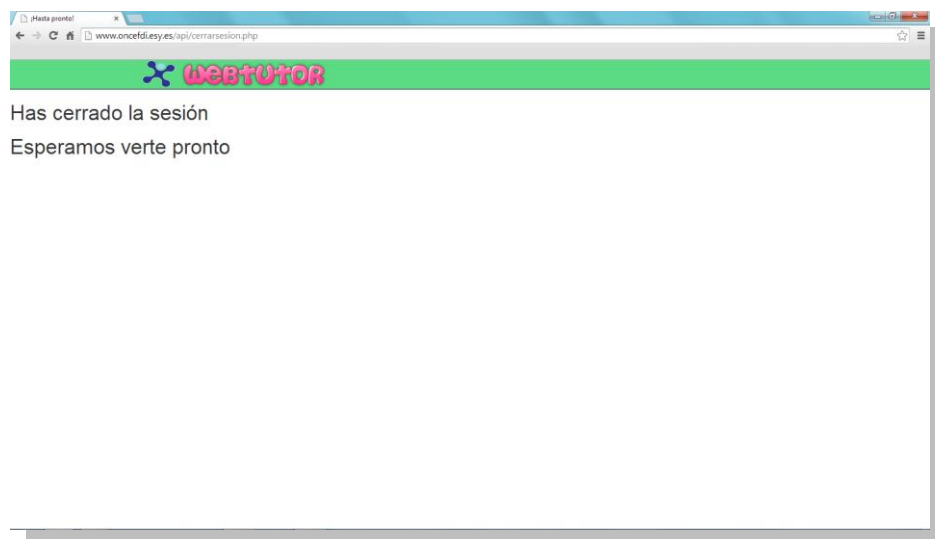 ¡Hasta pronto!
www.oncefdi.esy.es/api/cerrarsesion.php
WEBTUTOR
Has cerrado la sesión
Esperamos verte pronto